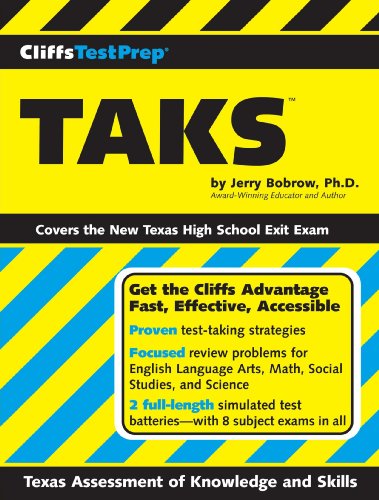 CliffsTestPrep®
TAKS™
by Jerry Bobrow, Ph.D.
Award-Winning Educator and Author
Covers the New Texas High School Exit Exam
Get the Cliffs Advantage
Fast, Effective, Accessible
Proven test-taking strategies
Focused review problems for
English Language Arts, Math, Social
Studies, and Science
2 full-length simulated test
batteries—with 8 subject exams in all
Texas Assessment of Knowledge and Skills